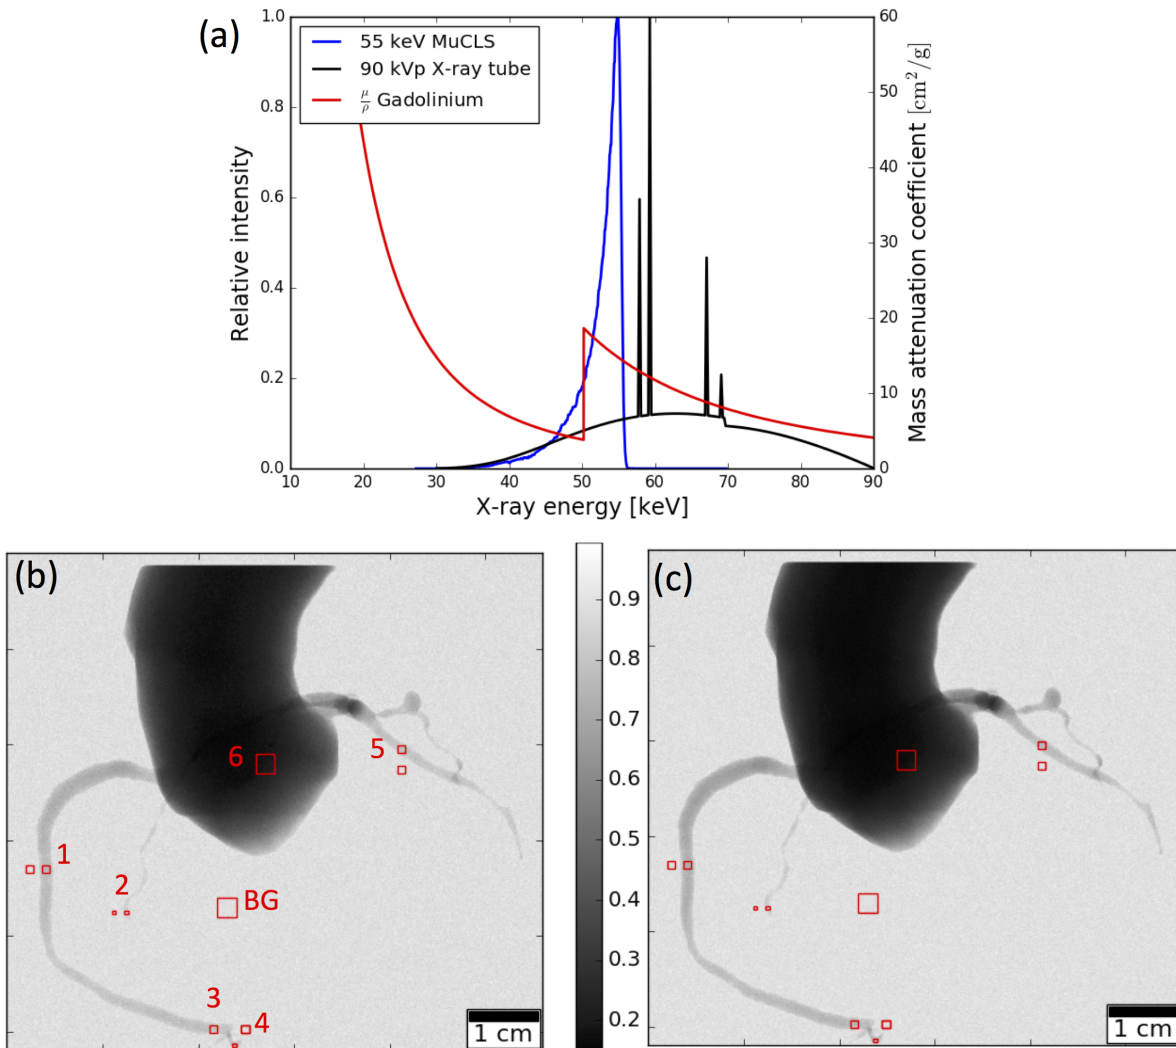 (a)
55 keV MuCLS
90 kVp X-ray tube
μ/ρ Gadolinium
1.0
0.8
0.6
0.4
0.2
0.0
Relative intensity
60
50
40
30
20
10
0
Mass attenuation coefficient [cm²/g]
10 20 30 40 50 60 70 80 90
X-ray energy [keV]
(b)
6
5
1
2
BG
3
4
1 cm
0.9
0.8
0.7
0.6
0.5
0.4
0.3
0.2
(c)
1 cm